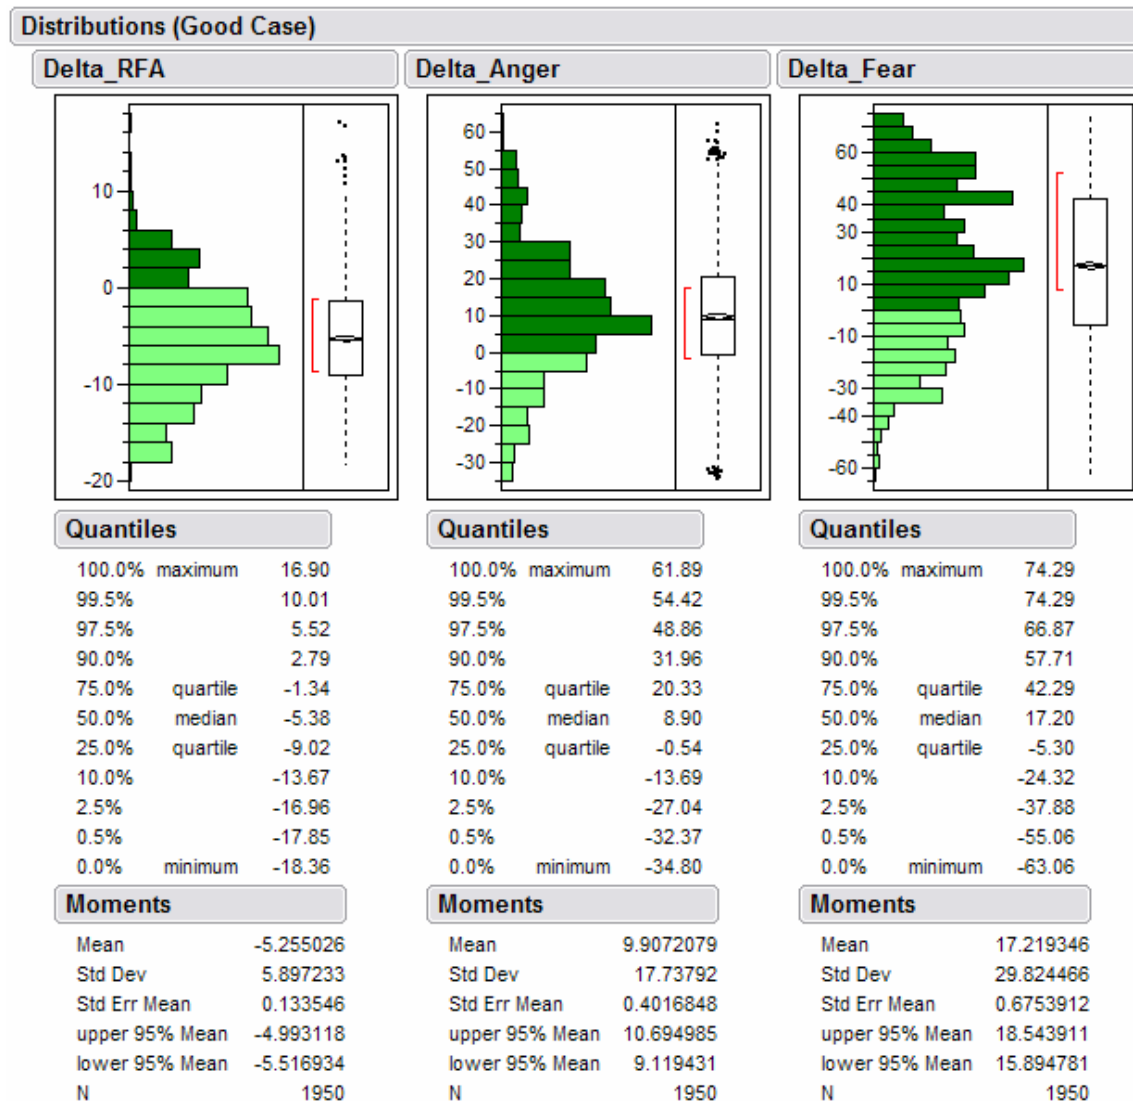 Distributions (Good Case)
Delta_RFA
10
0
-10
-20
Quantiles
100.0% maximum 16.90
99.5% 10.01
97.5% 5.52
90.0% 2.79
75.0% quartile -1.34
50.0% median -5.38
25.0% quartile -9.02
10.0% -13.67
2.5% -16.96
0.5% -17.85
0.0% minimum -18.36
Moments
Mean -5.255026
Std Dev 5.897233
Std Err Mean 0.133546
upper 95% Mean -4.993118
lower 95% Mean -5.516934
N 1950
Delta_Anger
60
50
40
30
20
10
0
-10
-20
-30
Quantiles
100.0% maximum 61.89
99.5% 54.42
97.5% 48.86
90.0% 31.96
75.0% quartile 20.33
50.0% median 8.90
25.0% quartile -0.54
10.0% -13.69
2.5% -27.04
0.5% -32.37
0.0% minimum -34.80
Moments
Mean 9.9072079
Std Dev 17.73792
Std Err Mean 0.4016848
upper 95% Mean 10.694985
lower 95% Mean 9.119431
N 1950
Delta_Fear
60
40
30
10
0
-10
-30
-40
-60
Quantiles
100.0% maximum 74.29
99.5% 74.29
97.5% 66.87
90.0% 57.71
75.0% quartile 42.29
50.0% median 17.20
25.0% quartile -5.30
10.0% -24.32
2.5% -37.88
0.5% -55.06
0.0% minimum -63.06
Moments
Mean 17.219346
Std Dev 29.824466
Std Err Mean 0.6753912
upper 95% Mean 18.543911
lower 95% Mean 15.894781
N 1950